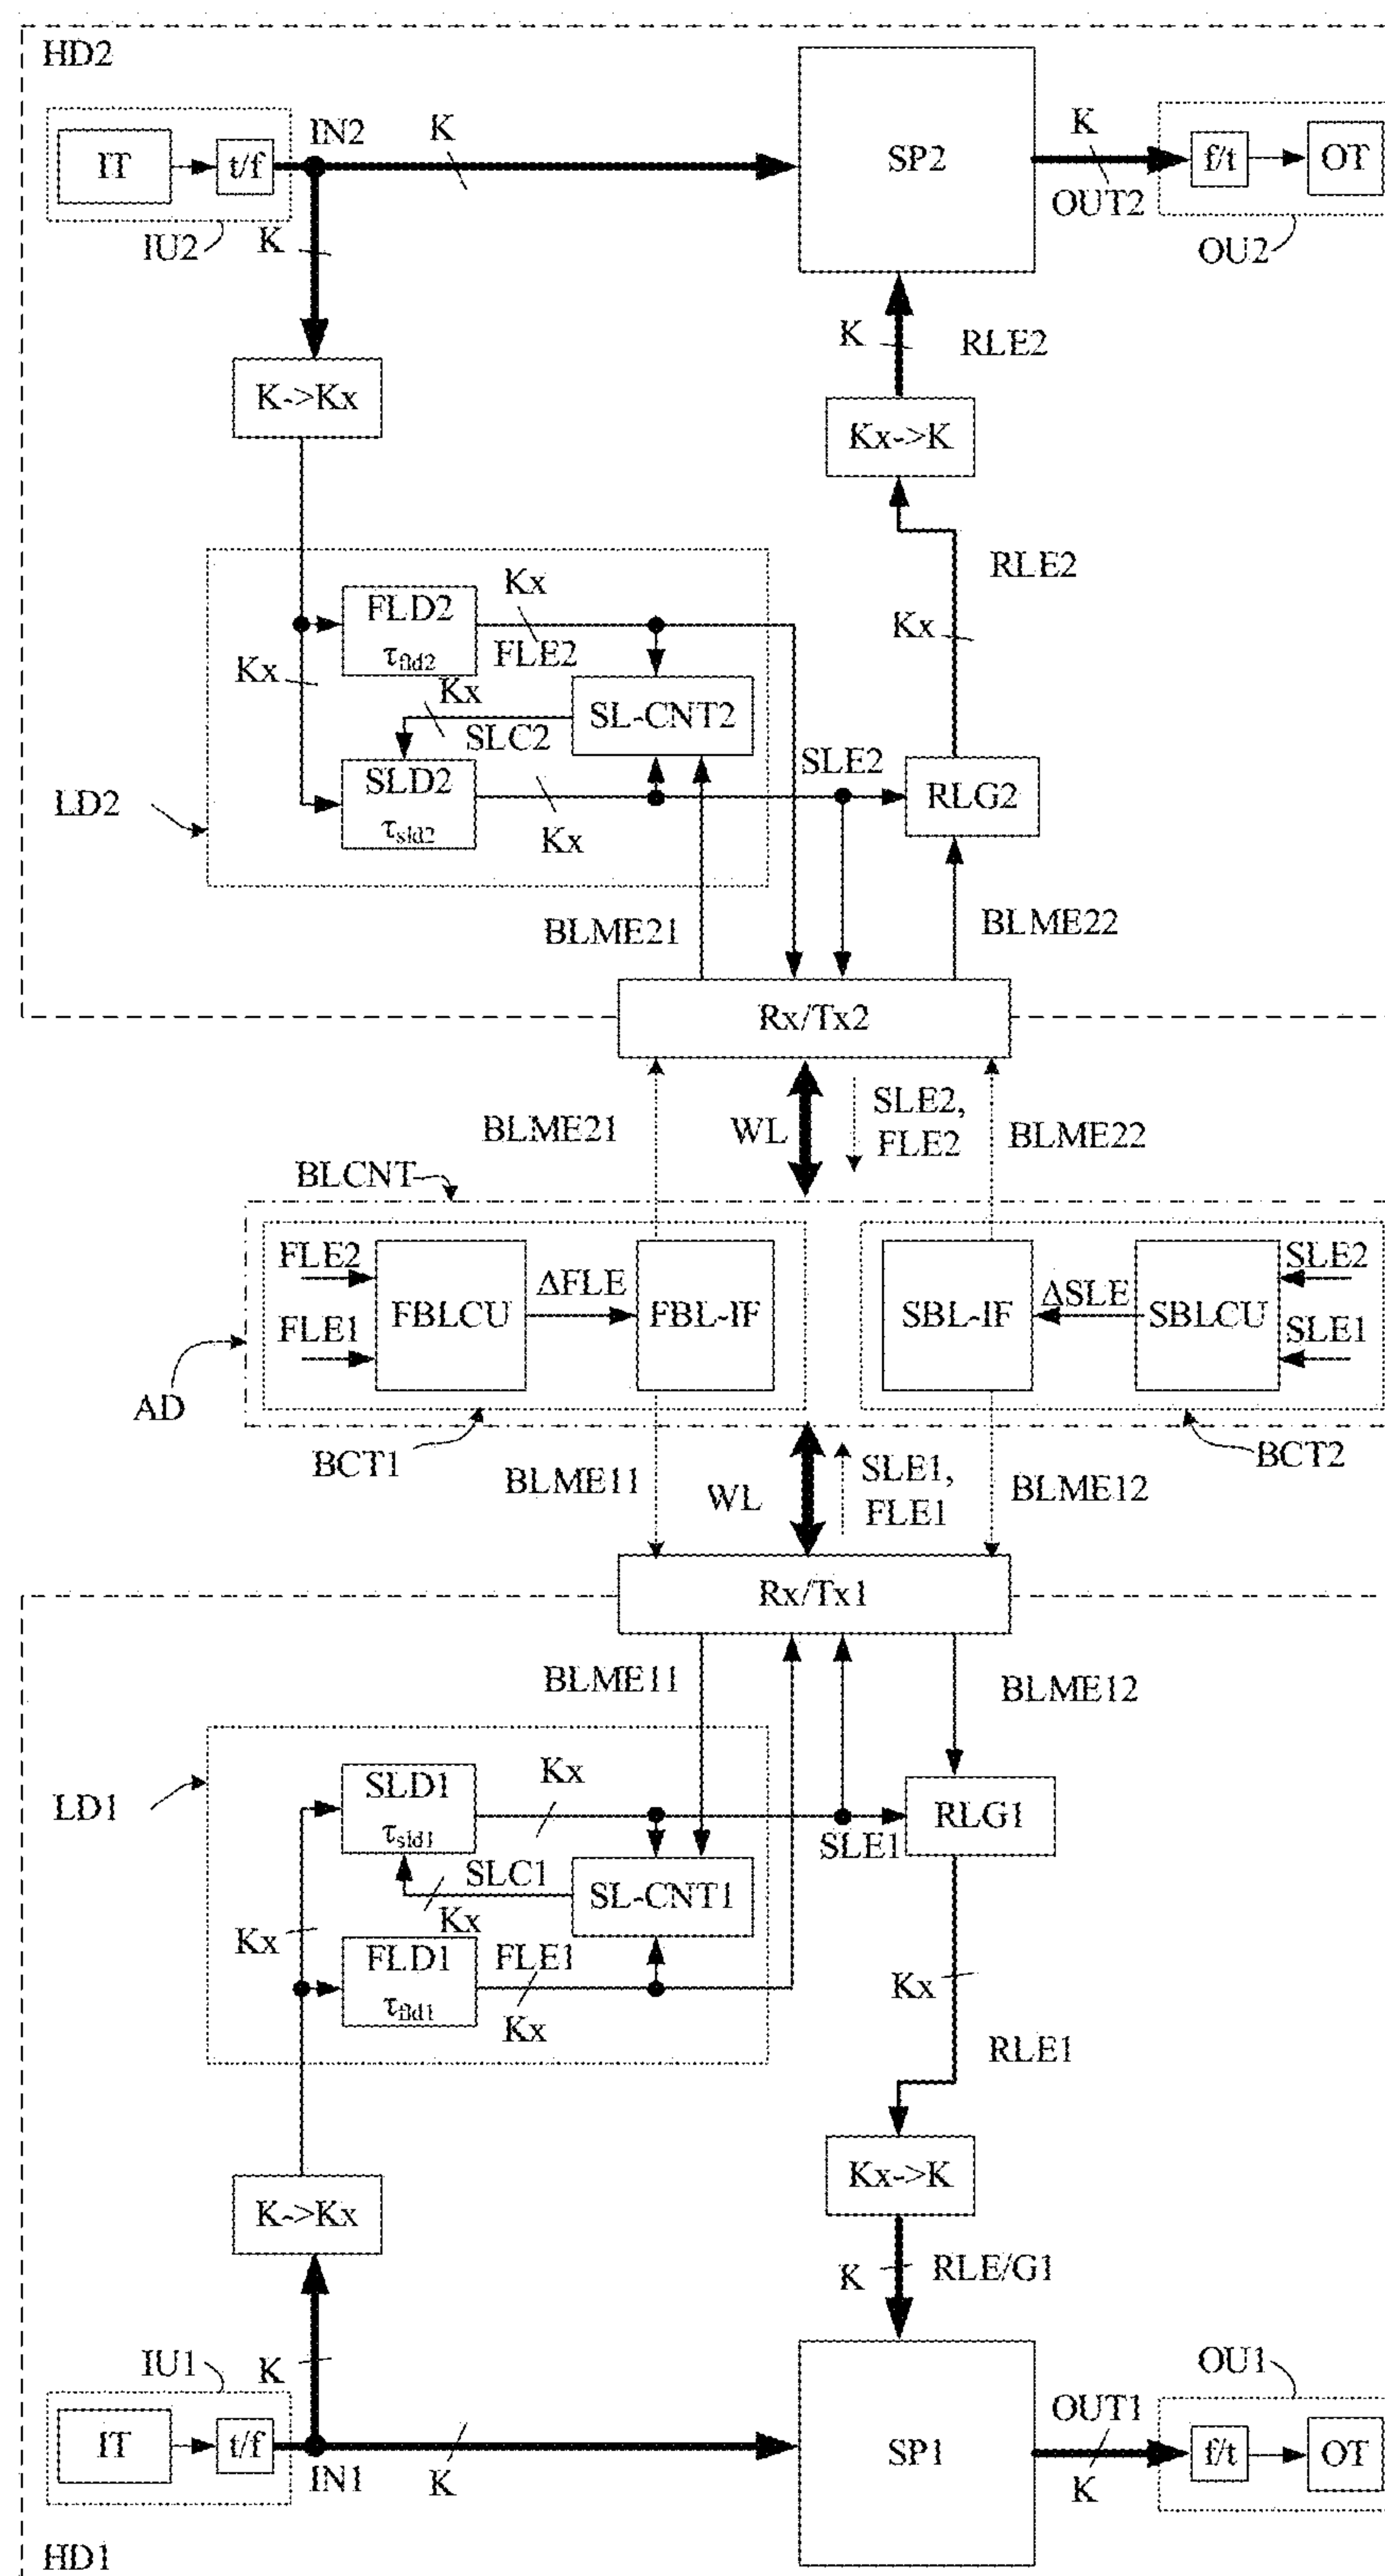 HD2
IT
t/f
IN2
K
SP2
K
OUT2
f/t
OT
IU2
K
OU2
K->Kx
K
RLE2
Kx->K
RLE2
Kx
FLD2
τfld2
Kx
FLE2
Kx
Kx
SLC2
SL-CNT2
SLE2
SLD2
τsld2
Kx
RLG2
LD2
BLME21
BLME22
Rx/Tx2
BLME21
WL
SLE2,
FLE2
BLME22
BLCNT
FLE2
FLE1
FBLCU
ΔFLE
FBL-IF
SBL-IF
ΔSLE
SBLCU
SLE2
SLE1
AD
BCT1
BCT2
BLME11
WL
SLE1,
FLE1
BLME12
Rx/Tx1
BLME11
BLME12
LD1
SLD1
τsld1
Kx
SLE1
RLG1
SLC1
Kx
SL-CNT1
Kx
FLD1
τfld1
FLE1
Kx
Kx
RLE1
Kx->K
K->Kx
K
RLE/G1
IU1
K
OU1
IT
t/f
IN1
K
SP1
OUT1
K
f/t
OT
HD1